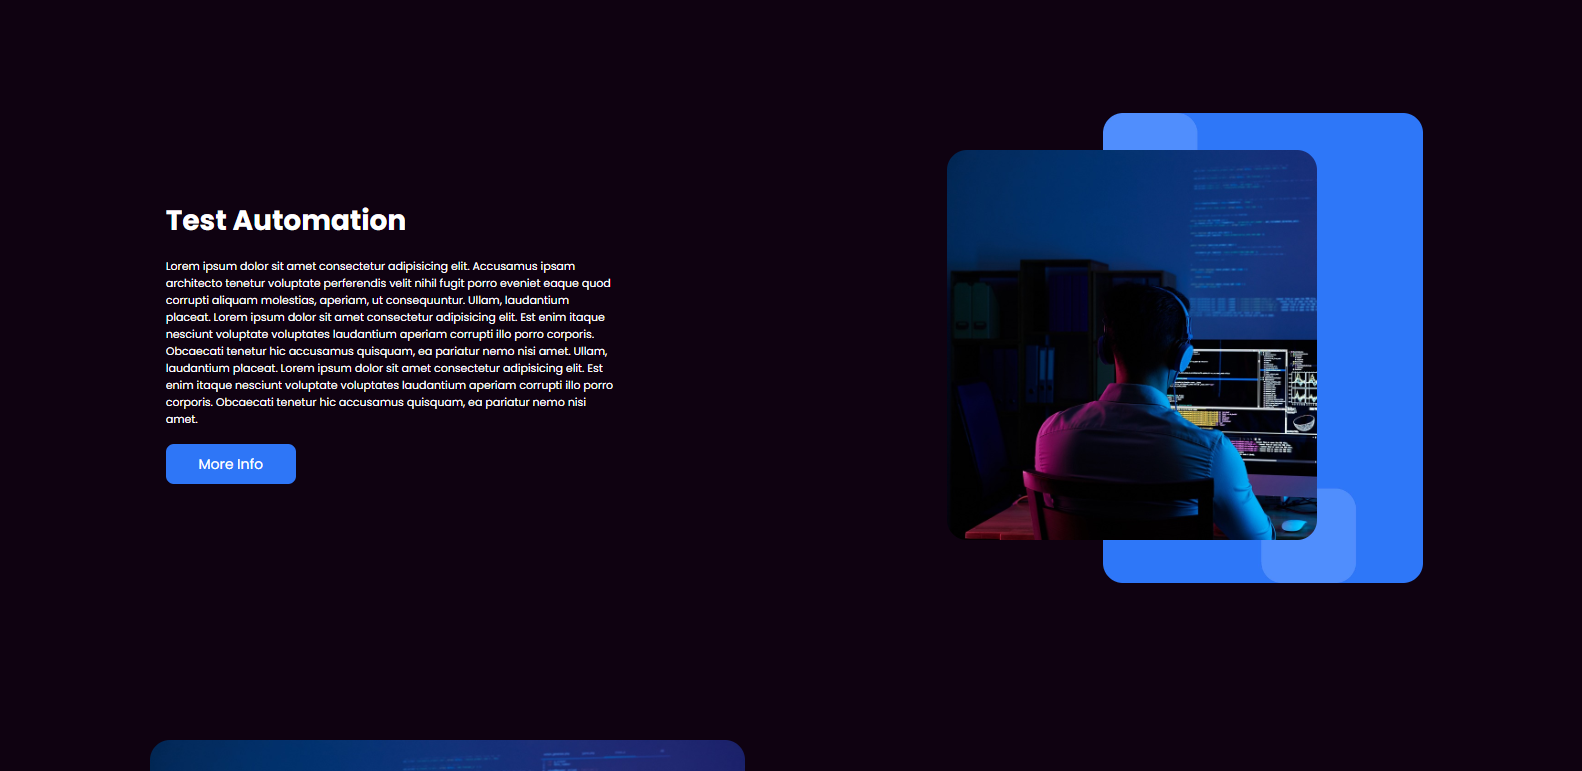 Test Automation
Lorem ipsum dolor sit amet consectetur adipisicing elit. Accusamus ipsam
architecto tenetur voluptate perferendis velit nihil fugit porro eveniet eaque quod
corrupti aliquam molestias, aperiam, ut consequuntur. Ullam, laudantium
placeat. Lorem ipsum dolor sit amet consectetur adipisicing elit. Est enim itaque
nesciunt voluptate voluptates laudantium aperiam corrupti illo porro corporis.
Obcaecati tenetur hic accusamus quisquam, ea pariatur nemo nisi amet. Ullam,
laudantium placeat. Lorem ipsum dolor sit amet consectetur adipisicing elit. Est
enim itaque nesciunt voluptate voluptates laudantium aperiam corrupti illo porro
corporis. Obcaecati tenetur hic accusamus quisquam, ea pariatur nemo nisi
amet.
More Info